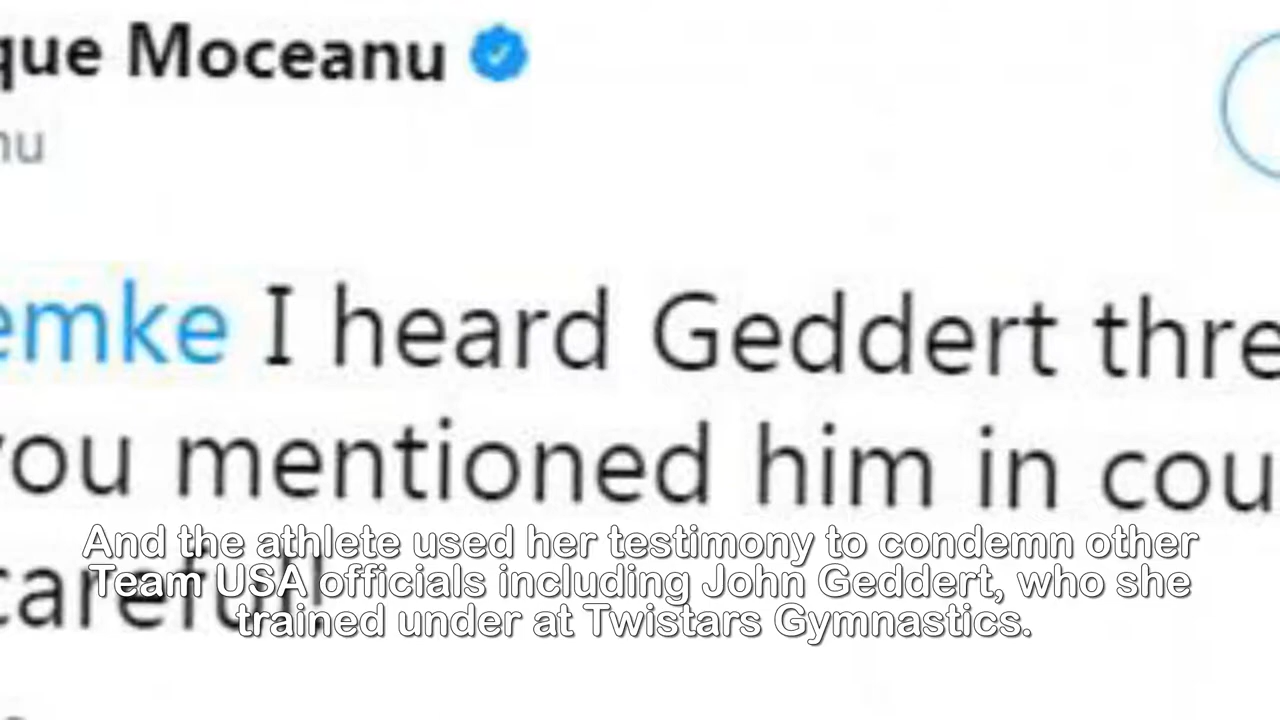 que Moceanu
nu
emke I heard Geddert thre
you mentioned him in cou
careful!
And the athlete used her testimony to condemn other
Team USA officials including John Geddert, who she
trained under at Twistars Gymnastics.